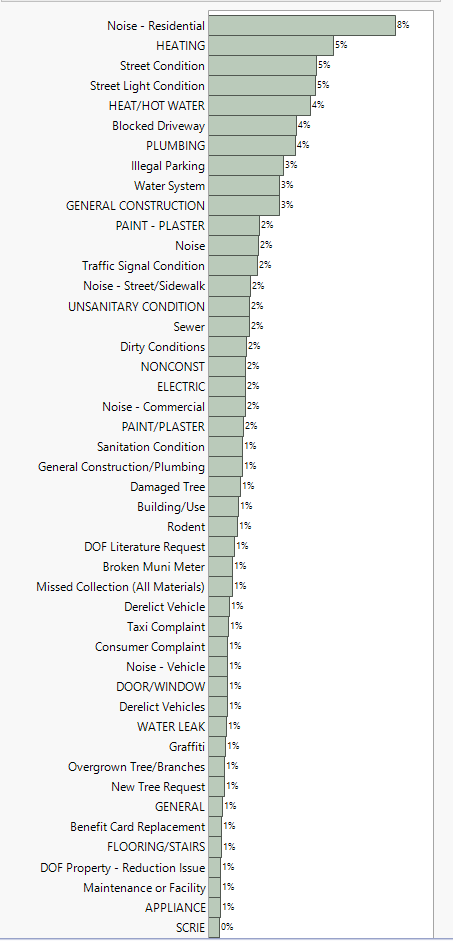 Noise - Residential 8%
HEATING 5%
Street Condition 5%
Street Light Condition 5%
HEAT/HOT WATER 4%
Blocked Driveway 4%
PLUMBING 4%
Illegal Parking 3%
Water System 3%
GENERAL CONSTRUCTION 3%
PAINT - PLASTER 2%
Noise 2%
Traffic Signal Condition 2%
Noise - Street/Sidewalk 2%
UNSANITARY CONDITION 2%
Sewer 2%
Dirty Conditions 2%
NONCONST 2%
ELECTRIC 2%
Noise - Commercial 2%
PAINT/PLASTER 2%
Sanitation Condition 1%
General Construction/Plumbing 1%
Damaged Tree 1%
Building/Use 1%
Rodent 1%
DOF Literature Request 1%
Broken Muni Meter 1%
Missed Collection (All Materials) 1%
Derelict Vehicle 1%
Taxi Complaint 1%
Consumer Complaint 1%
Noise - Vehicle 1%
DOOR/WINDOW 1%
Derelict Vehicles 1%
WATER LEAK 1%
Graffiti 1%
Overgrown Tree/Branches 1%
New Tree Request 1%
GENERAL 1%
Benefit Card Replacement 1%
FLOORING/STAIRS 1%
DOF Property - Reduction Issue 1%
Maintenance or Facility 1%
APPLIANCE 1%
SCRIE 0%